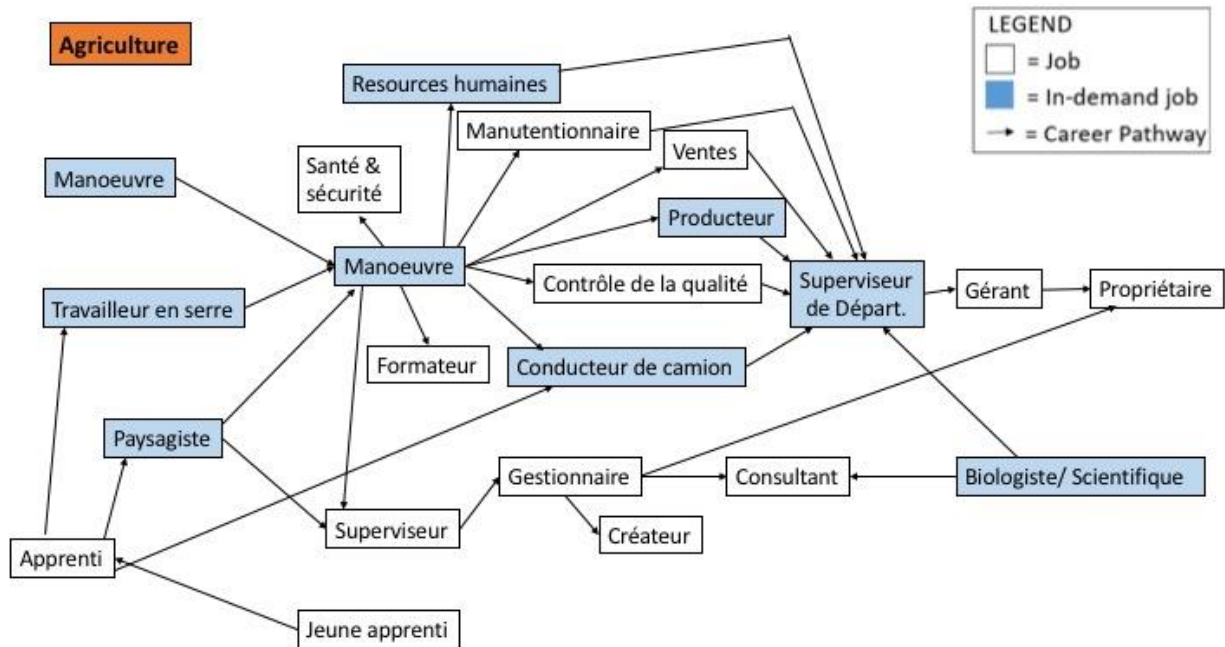 Agriculture
LEGEND
= Job
= In-demand job
= Career Pathway
Resources humaines
Manutentionnaire
Ventes
Santé &
sécurité
Manoeuvre
Producteur
Manoeuvre
Contrôle de la qualité
Superviseur
de Départ.
Gérant
Propriétaire
Travailleur en serre
Formateur
Conducteur de camion
Paysagiste
Gestionnaire
Consultant
Biologiste/ Scientifique
Superviseur
Créateur
Apprenti
Jeune apprenti